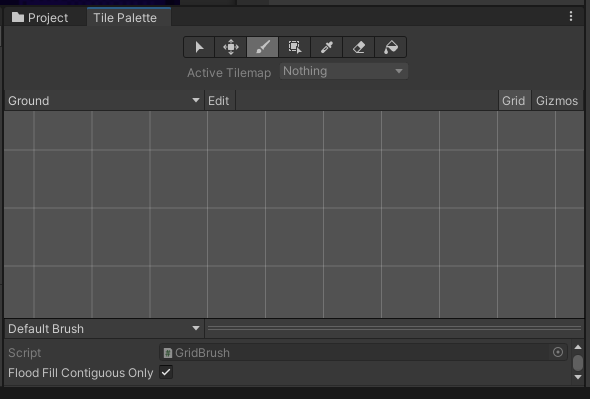 Project Tile Palette
Active Tilemap Nothing
Ground Edit Grid Gizmos
Default Brush
Script GridBrush
Flood Fill Contiguous Only